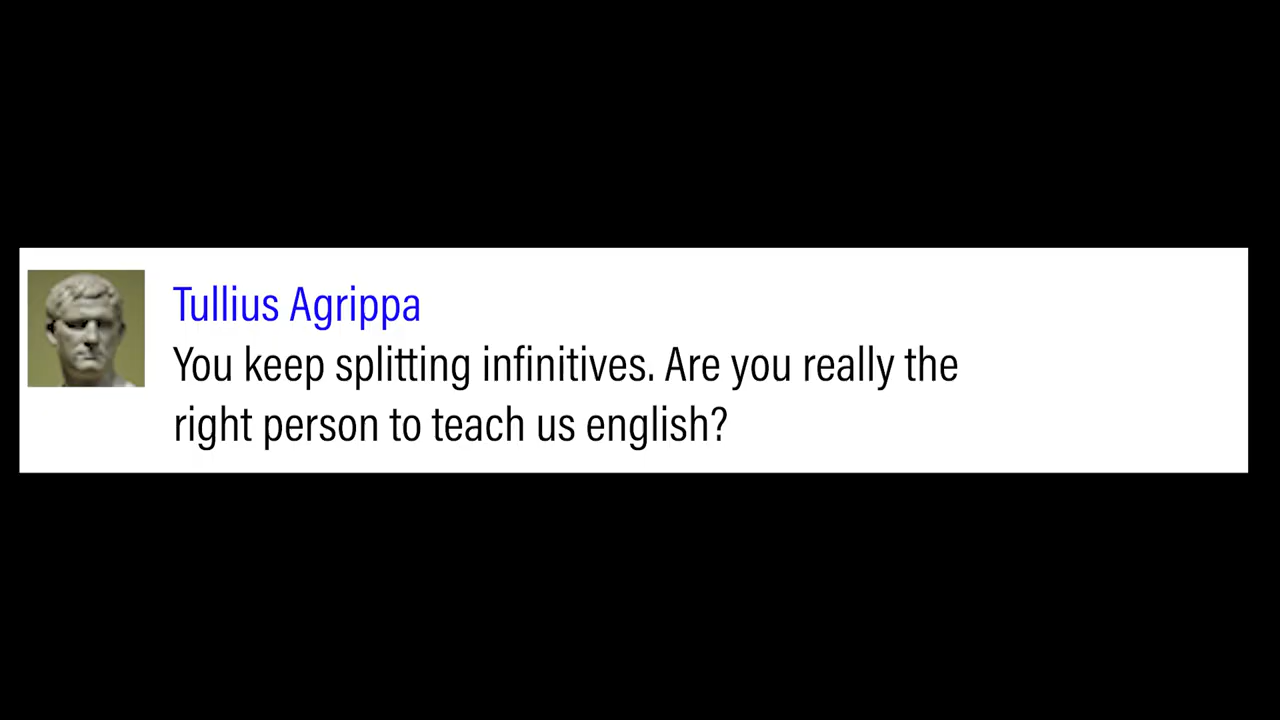 Tullius Agrippa
You keep splitting infinitives. Are you really the
right person to teach us english?